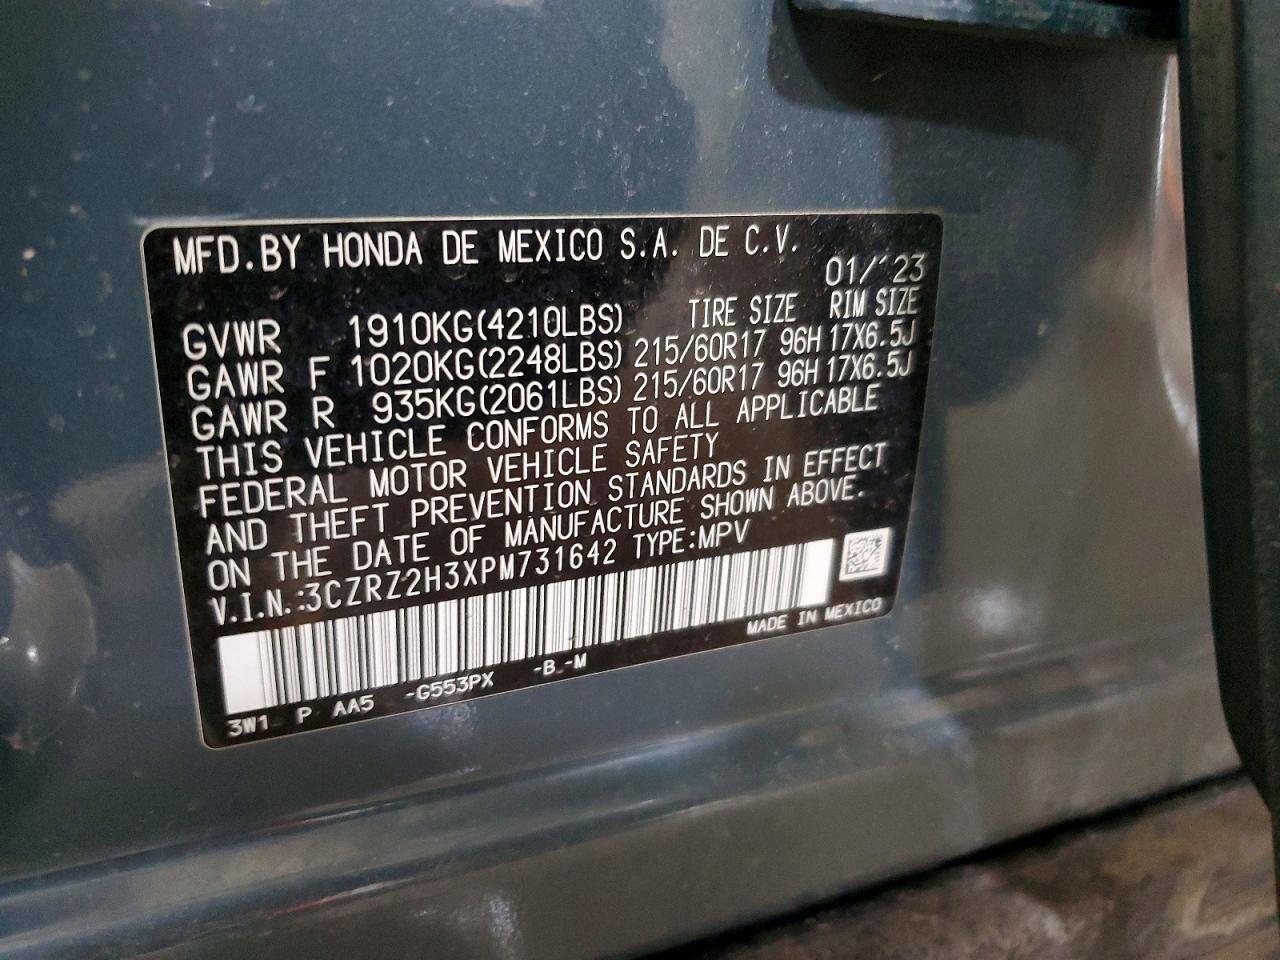 MFD.BY HONDA DE MEXICO S.A. DE C.V.
01/'23
GVWR 1910KG(4210LBS) TIRE SIZE RIM SIZE
GAWR F 1020KG(2248LBS) 215/60R17 96H 17X6.5J
GAWR R 935KG(2061LBS) 215/60R17 96H 17X6.5J
THIS VEHICLE CONFORMS TO ALL APPLICABLE
FEDERAL MOTOR VEHICLE SAFETY
AND THEFT PREVENTION STANDARDS IN EFFECT
ON THE DATE OF MANUFACTURE SHOWN ABOVE.
V.I.N.:3CZRZ2H3XPM731642 TYPE:MPV
MADE IN MEXICO
3W1 P AA5 -G553PX -B -M